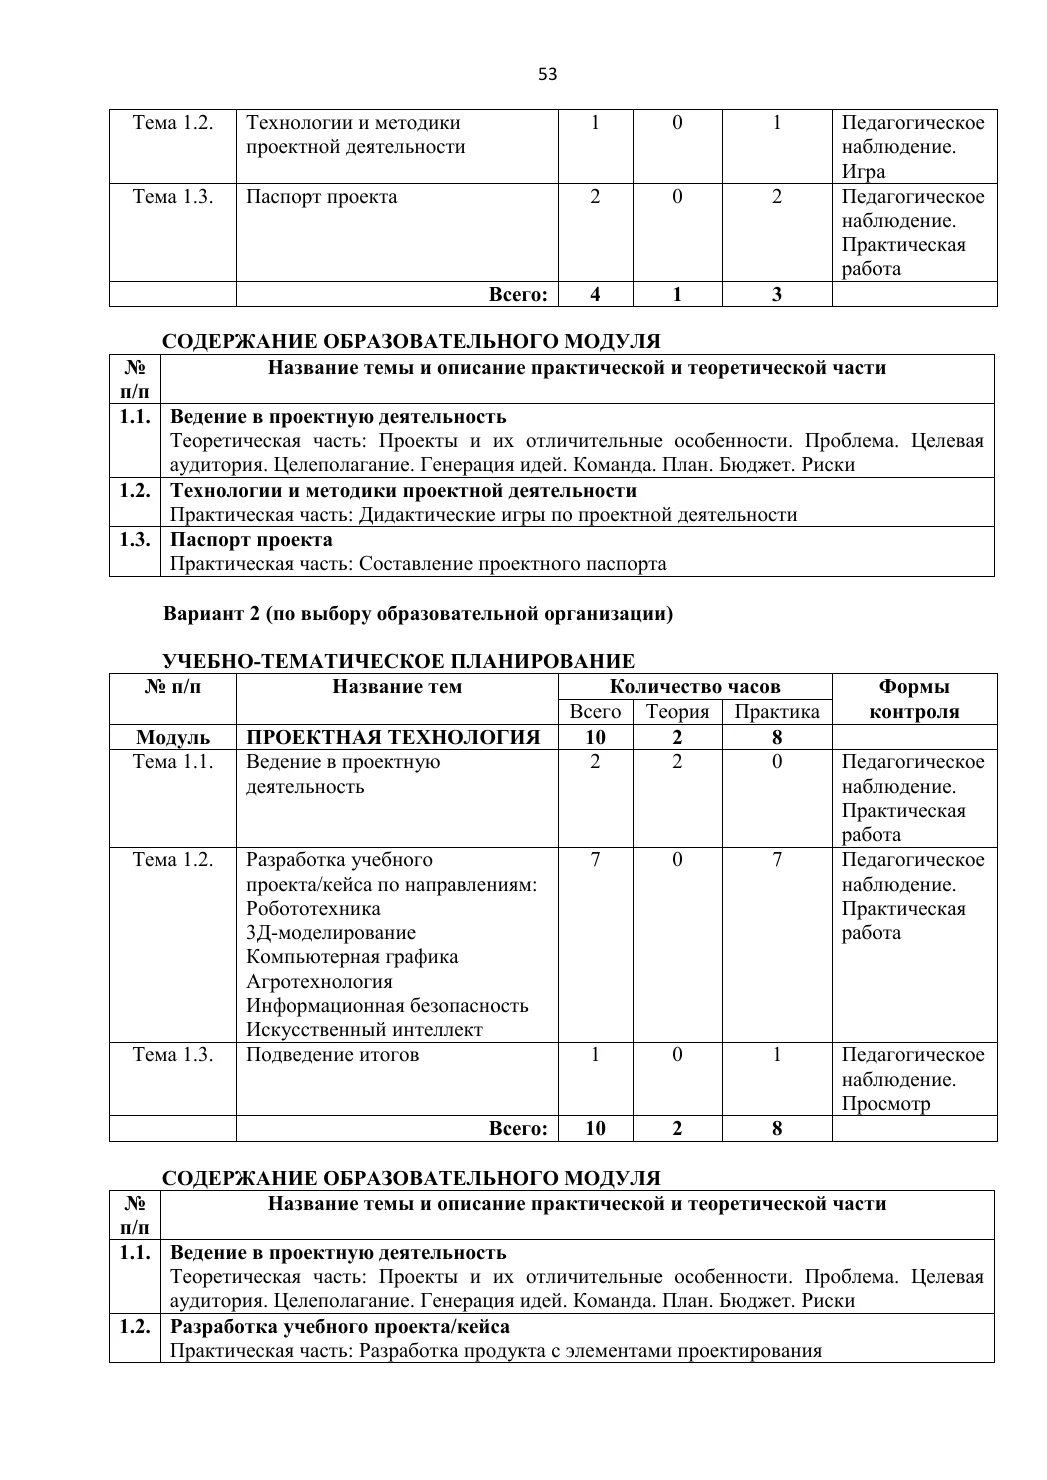 53
Тема 1.2. Технологии и методики 1 0 1 Педагогическое
проектной деятельности наблюдение.
Игра
Тема 1.3. Паспорт проекта 2 0 2 Педагогическое
наблюдение.
Практическая
работа
Всего: 4 1 3
СОДЕРЖАНИЕ ОБРАЗОВАТЕЛЬНОГО МОДУЛЯ
№ Название темы и описание практической и теоретической части
п/п
1.1. Ведение в проектную деятельность
Теоретическая часть: Проекты и их отличительные особенности. Проблема. Целевая
аудитория. Целеполагание. Генерация идей. Команда. План. Бюджет. Риски
1.2. Технологии и методики проектной деятельности
Практическая часть: Дидактические игры по проектной деятельности
1.3. Паспорт проекта
Практическая часть: Составление проектного паспорта
Вариант 2 (по выбору образовательной организации)
УЧЕБНО-ТЕМАТИЧЕСКОЕ ПЛАНИРОВАНИЕ
№ п/п Название тем Количество часов Формы
Всего Теория Практика контроля
Модуль ПРОЕКТНАЯ ТЕХНОЛОГИЯ 10 2 8
Тема 1.1. Ведение в проектную 2 2 0 Педагогическое
деятельность наблюдение.
Практическая
работа
Тема 1.2. Разработка учебного 7 0 7 Педагогическое
проекта/кейса по направлениям: наблюдение.
Робототехника Практическая
3Д-моделирование работа
Компьютерная графика
Агротехнология
Информационная безопасность
Искусственный интеллект
Тема 1.3. Подведение итогов 1 0 1 Педагогическое
наблюдение.
Просмотр
Всего: 10 2 8
СОДЕРЖАНИЕ ОБРАЗОВАТЕЛЬНОГО МОДУЛЯ
№ Название темы и описание практической и теоретической части
п/п
1.1. Ведение в проектную деятельность
Теоретическая часть: Проекты и их отличительные особенности. Проблема. Целевая
аудитория. Целеполагание. Генерация идей. Команда. План. Бюджет. Риски
1.2. Разработка учебного проекта/кейса
Практическая часть: Разработка продукта с элементами проектирования